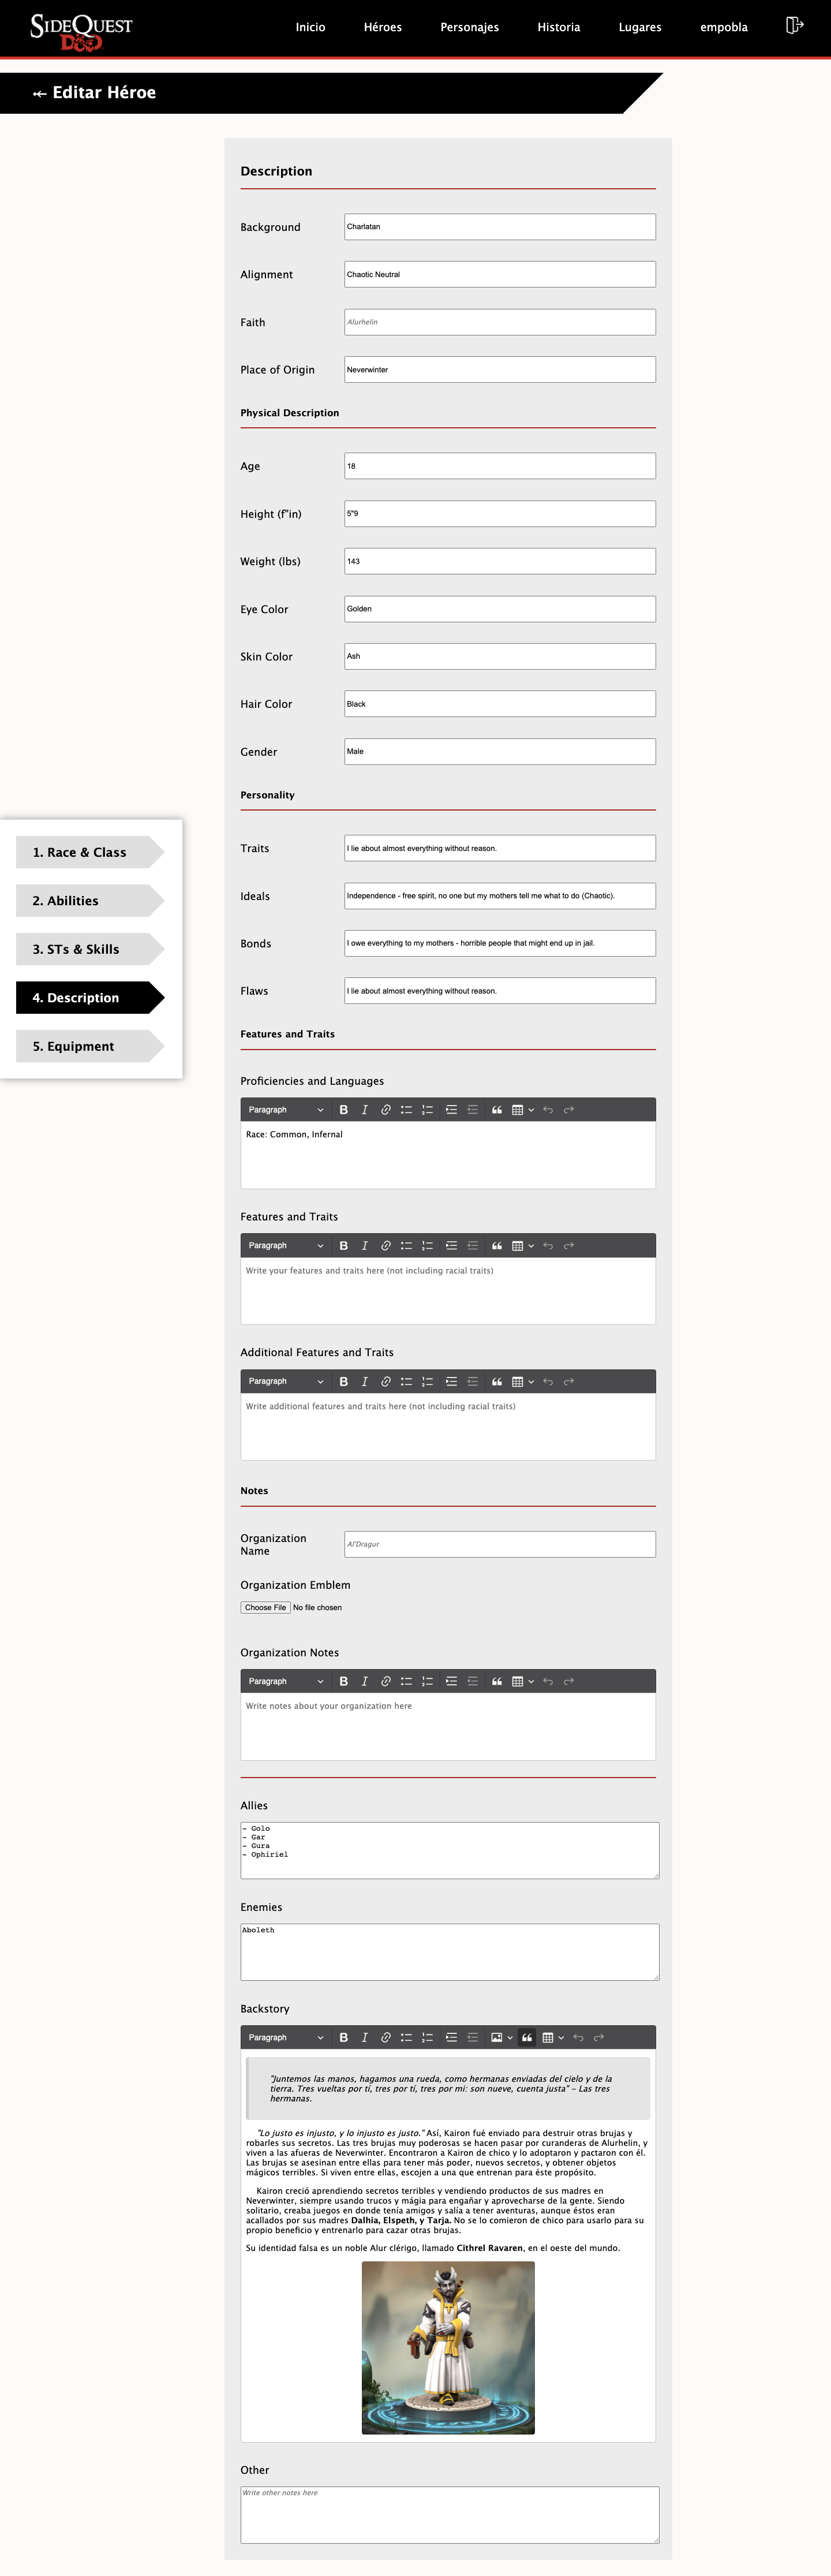 SIDEQUEST
D&D
Inicio Héroes Personajes Historia Lugares empobla
Editar Héroe
Description
Background Charlatan
Alignment Chaotic Neutral
Faith Alurhelin
Place of Origin Neverwinter
Physical Description
Age 18
Height (f"in) 5"9
Weight (lbs) 143
Eye Color Golden
Skin Color Ash
Hair Color Black
Gender Male
Personality
Traits I lie about almost everything without reason.
Ideals Independence - free spirit, no one but my mothers tell me what to do (Chaotic).
Bonds I owe everything to my mothers - horrible people that might end up in jail.
Flaws I lie about almost everything without reason.
1. Race & Class
2. Abilities
3. STs & Skills
4. Description
5. Equipment
Features and Traits
Proficiencies and Languages
Paragraph
Race: Common, Infernal
Features and Traits
Paragraph
Write your features and traits here (not including racial traits)
Additional Features and Traits
Paragraph
Write additional features and traits here (not including racial traits)
Notes
Organization
Name
Al'Dragur
Organization Emblem
Choose File No file chosen
Organization Notes
Paragraph
Write notes about your organization here
Allies
- Golo
- Gar
- Gura
- Ophiriel
Enemies
Aboleth
Backstory
Paragraph
"Juntemos las manos, hagamos una rueda, como hermanas enviadas del cielo y de la
tierra. Tres vueltas por tí, tres por tí, tres por mi: son nueve, cuenta justa" - Las tres
hermanas.
"Lo justo es injusto, y lo injusto es justo." Así, Kairon fué enviado para destruir otras brujas y
robarles sus secretos. Las tres brujas muy poderosas se hacen pasar por curanderas de Alurhelin, y
viven a las afueras de Neverwinter. Encontraron a Kairon de chico y lo adoptaron y pactaron con él.
Las brujas se asesinan entre ellas para tener más poder, nuevos secretos, y obtener objetos
mágicos terribles. Si viven entre ellas, escojen a una que entrenan para éste propósito.
Kairon creció aprendiendo secretos terribles y vendiendo productos de sus madres en
Neverwinter, siempre usando trucos y mágia para engañar y aprovecharse de la gente. Siendo
solitario, creaba juegos en donde tenía amigos y salía a tener aventuras, aunque éstos eran
acallados por sus madres Dalhia, Elspeth, y Tarja. No se lo comieron de chico para usarlo para su
propio beneficio y entrenarlo para cazar otras brujas.
Su identidad falsa es un noble Alur clérigo, llamado Cithrel Ravaren, en el oeste del mundo.
Other
Write other notes here